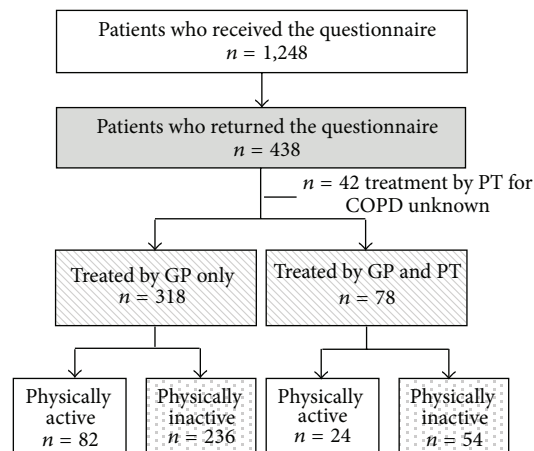 Patients who received the questionnaire
n = 1,248
Patients who returned the questionnaire
n = 438
n = 42 treatment by PT for
COPD unknown
Treated by GP only
n = 318
Treated by GP and PT
n = 78
Physically
active
n = 82
Physically
inactive
n = 236
Physically
active
n = 24
Physically
inactive
n = 54